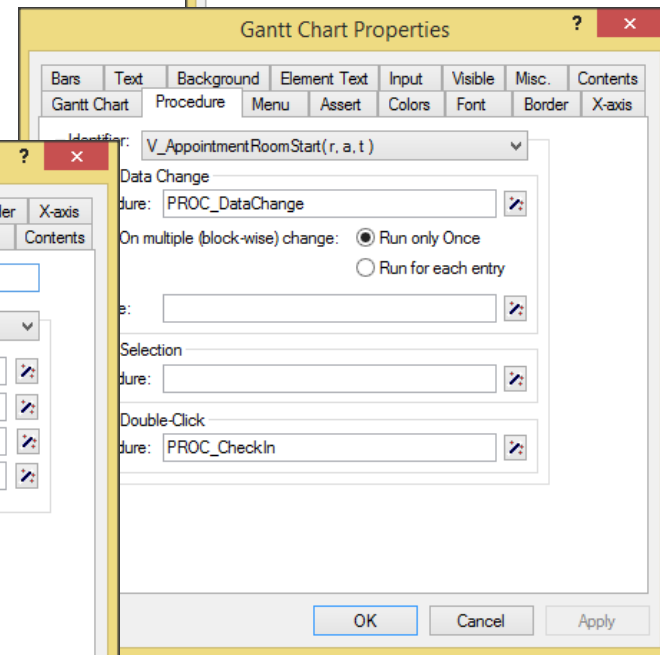 Gantt Chart Properties
? ×
Bars Text Background Element Text Input Visible Misc. Contents
Gantt Chart Procedure Menu Assert Colors Font Border X-axis
Identifier: V_AppointmentRoomStart( r, a, t )
Data Change
dure: PROC_DataChange
On multiple (block-wise) change: Run only Once
Run for each entry
e:
Selection
dure:
Double-Click
dure: PROC_CheckIn
OK Cancel Apply
? ×
er X-axis
Contents